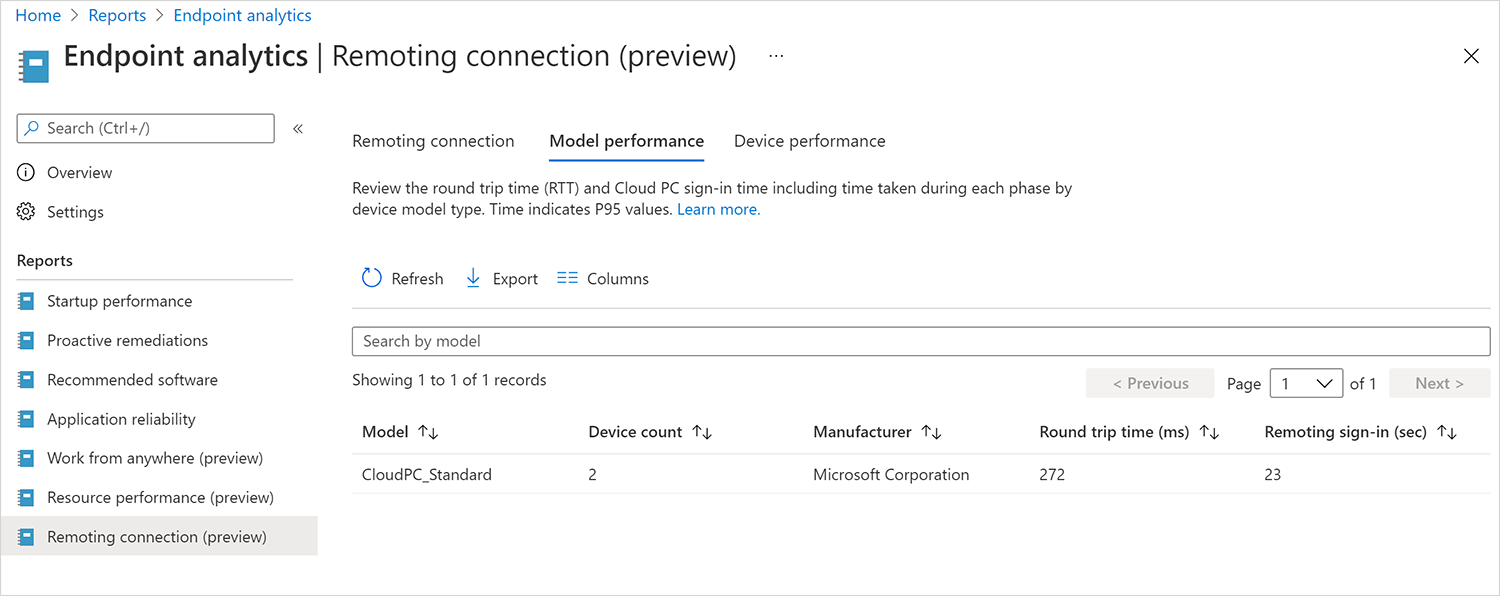 Home > Reports > Endpoint analytics
Endpoint analytics | Remoting connection (preview) ...
Search (Ctrl+/) «
Overview
Settings
Reports
Startup performance
Proactive remediations
Recommended software
Application reliability
Work from anywhere (preview)
Resource performance (preview)
Remoting connection (preview)
Remoting connection Model performance Device performance
Review the round trip time (RTT) and Cloud PC sign-in time including time taken during each phase by
device model type. Time indicates P95 values. Learn more.
Refresh Export Columns
Search by model
Showing 1 to 1 of 1 records < Previous Page 1 of 1 Next >
Model Device count Manufacturer Round trip time (ms) Remoting sign-in (sec)
CloudPC_Standard 2 Microsoft Corporation 272 23